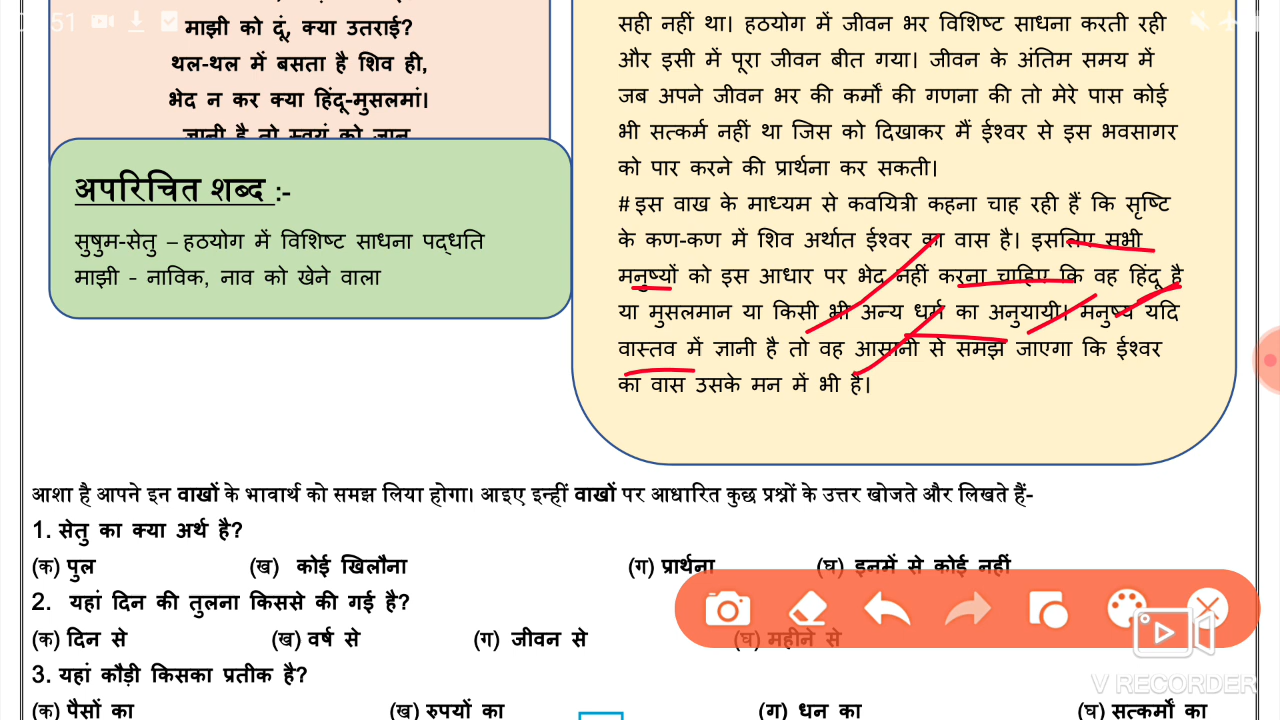 51
माझी को दूं, क्या उतराई?
थल-थल में बसता है शिव ही,
भेद न कर क्या हिंदू-मुसलमां।
ज्ञानी है तो स्वयं को जान
अपरिचित शब्द :-
सुषुम-सेतु – हठयोग में विशिष्ट साधना पद्धति
माझी - नाविक, नाव को खेने वाला
सही नहीं था। हठयोग में जीवन भर विशिष्ट साधना करती रही
और इसी में पूरा जीवन बीत गया। जीवन के अंतिम समय में
जब अपने जीवन भर की कर्मों की गणना की तो मेरे पास कोई
भी सत्कर्म नहीं था जिस को दिखाकर मैं ईश्वर से इस भवसागर
को पार करने की प्रार्थना कर सकती।
# इस वाख के माध्यम से कवयित्री कहना चाह रही हैं कि सृष्टि
के कण-कण में शिव अर्थात ईश्वर का वास है। इसलिए सभी
मनुष्यों को इस आधार पर भेद नहीं करना चाहिए कि वह हिंदू है
या मुसलमान या किसी भी अन्य धर्म का अनुयायी। मनुष्य यदि
वास्तव में ज्ञानी है तो वह आसानी से समझ जाएगा कि ईश्वर
का वास उसके मन में भी है।
आशा है आपने इन वाखों के भावार्थ को समझ लिया होगा। आइए इन्हीं वाखों पर आधारित कुछ प्रश्नों के उत्तर खोजते और लिखते हैं-
1. सेतु का क्या अर्थ है?
(क) पुल (ख) कोई खिलौना (ग) प्रार्थना (घ) इनमें से कोई नहीं
2. यहां दिन की तुलना किससे की गई है?
(क) दिन से (ख) वर्ष से (ग) जीवन से (घ) महीने से
3. यहां कौड़ी किसका प्रतीक है?
(क) पैसों का (ख) रुपयों का (ग) धन का (घ) सत्कर्मों का
V RECORDER